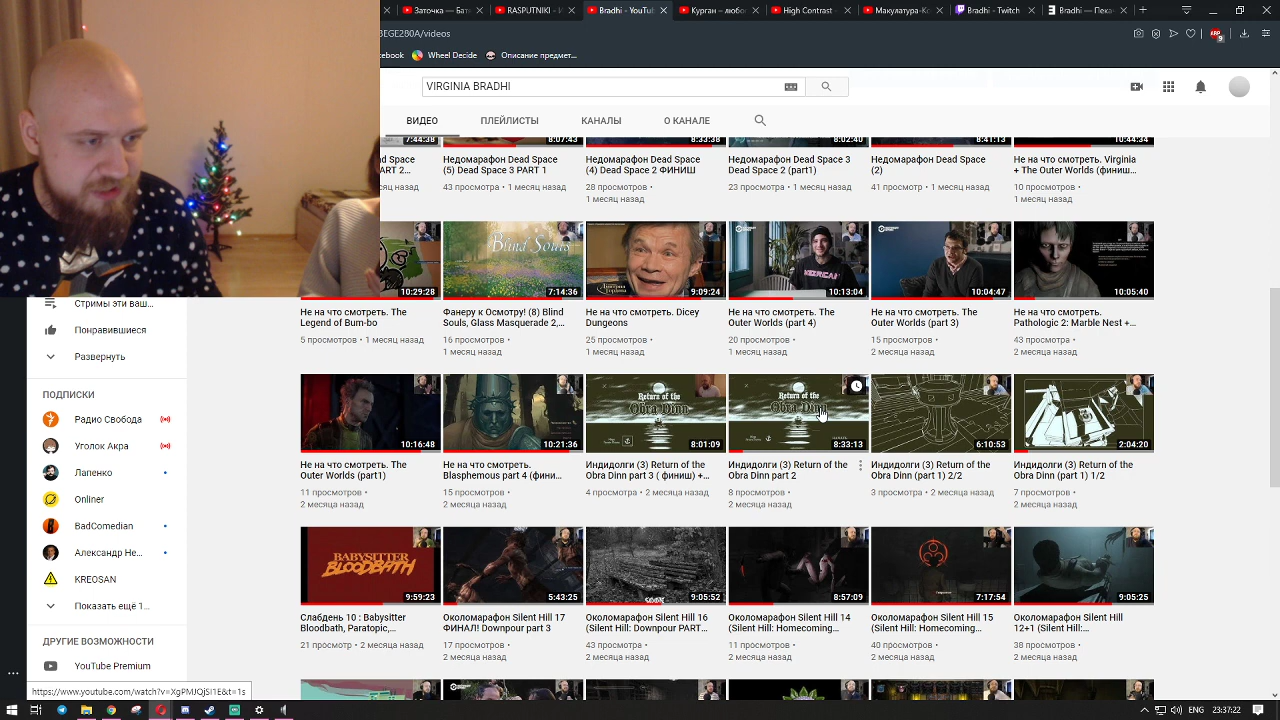 Заточка — Бать
RASPUTNIKI - К
Bradhi - YouTub
Курган – любо
High Contrast -
Макулатура-К
Bradhi - Twitch
Bradhi — Пека
BEGE280A/videos
9
Facebook
Wheel Decide
Описание предмет...
VIRGINIA BRADHI
ВИДЕО
ПЛЕЙЛИСТЫ
КАНАЛЫ
О КАНАЛЕ
7:44:38
8:07:43
8:33:38
8:02:40
8:41:13
10:44:34
d Space
ART 2...
сяц назад
Недомарафон Dead Space
(5) Dead Space 3 PART 1
43 просмотра • 1 месяц назад
Недомарафон Dead Space
(4) Dead Space 2 ФИНИШ
28 просмотров •
1 месяц назад
Недомарафон Dead Space 3
Dead Space 2 (part1)
23 просмотра • 1 месяц назад
Недомарафон Dead Space
(2)
41 просмотр • 1 месяц назад
Не на что смотреть. Virginia
+ The Outer Worlds (финиш...
10 просмотров •
1 месяц назад
Blind Souls
10:29:28
7:14:36
9:09:24
10:13:04
10:04:47
10:05:40
Не на что смотреть. The
Legend of Bum-bo
5 просмотров • 1 месяц назад
Фанеру к Осмотру! (8) Blind
Souls, Glass Masquerade 2,...
16 просмотров •
1 месяц назад
Не на что смотреть. Dicey
Dungeons
25 просмотров •
1 месяц назад
Не на что смотреть. The
Outer Worlds (part 4)
20 просмотров •
1 месяц назад
Не на что смотреть. The
Outer Worlds (part 3)
15 просмотров •
2 месяца назад
Не на что смотреть.
Pathologic 2: Marble Nest +...
43 просмотра •
2 месяца назад
Стримы эти ваш...
Понравившиеся
Развернуть
ПОДПИСКИ
Радио Свобода
Уголок Акра
Лапенко
Onliner
BadComedian
Александр Не...
KREOSAN
Показать ещё 1...
ДРУГИЕ ВОЗМОЖНОСТИ
YouTube Premium
Return of the
Obra Dinn
Return of the
Obra Dinn
10:16:48
10:21:36
8:01:09
8:33:13
6:10:53
2:04:20
Не на что смотреть. The
Outer Worlds (part1)
11 просмотров •
2 месяца назад
Не на что смотреть.
Blasphemous part 4 (фини...
15 просмотров •
2 месяца назад
Индидолги (3) Return of the
Obra Dinn part 3 ( финиш) +...
4 просмотра • 2 месяца назад
Индидолги (3) Return of the
Obra Dinn part 2
8 просмотров •
2 месяца назад
Индидолги (3) Return of the
Obra Dinn (part 1) 2/2
3 просмотра • 2 месяца назад
Индидолги (3) Return of the
Obra Dinn (part 1) 1/2
7 просмотров •
2 месяца назад
BABYSITTER
BLOODBATH
9:59:23
5:43:25
9:05:52
8:57:09
7:17:54
9:05:25
Слабдень 10 : Babysitter
Bloodbath, Paratopic,...
21 просмотр • 2 месяца назад
Околомарафон Silent Hill 17
ФИНАЛ! Downpour part 3
17 просмотров •
2 месяца назад
Околомарафон Silent Hill 16
(Silent Hill: Downpour PART...
43 просмотра •
2 месяца назад
Околомарафон Silent Hill 14
(Silent Hill: Homecoming...
11 просмотров •
2 месяца назад
Околомарафон Silent Hill 15
(Silent Hill: Homecoming...
40 просмотров •
2 месяца назад
Околомарафон Silent Hill
12+1 (Silent Hill:...
38 просмотров •
2 месяца назад
https://www.youtube.com/watch?v=XgPMJQjSI1E&t=1s
23:37:22